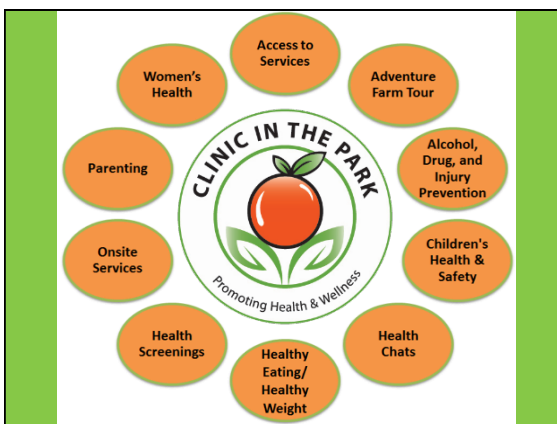 Access to
Services
Adventure
Farm Tour
Alcohol,
Drug, and
Injury
Prevention
Children's
Health &
Safety
Health
Chats
Healthy
Eating/
Healthy
Weight
Health
Screenings
Onsite
Services
Parenting
Women's
Health
CLINIC IN THE PARK
Promoting Health & Wellness